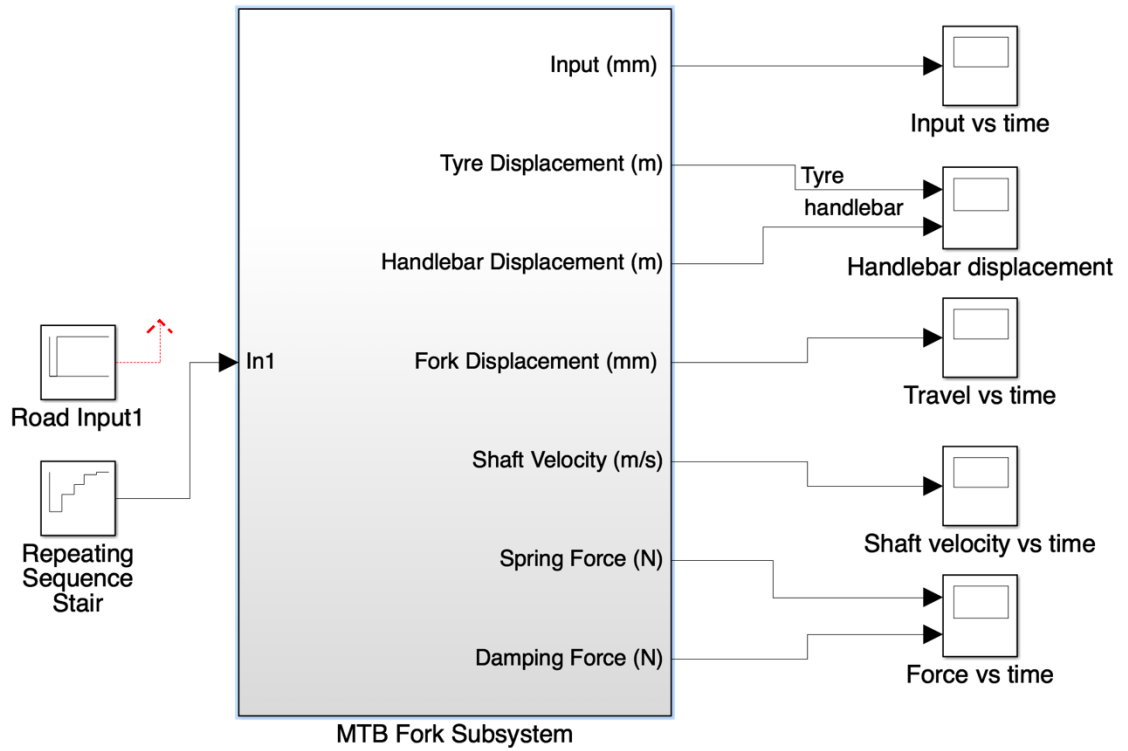 Input (mm)
Input vs time
Tyre Displacement (m)
Tyre
handlebar
Handlebar Displacement (m)
Handlebar displacement
Road Input1
In1
Fork Displacement (mm)
Travel vs time
Repeating
Sequence
Stair
Shaft Velocity (m/s)
Shaft velocity vs time
Spring Force (N)
Damping Force (N)
Force vs time
MTB Fork Subsystem